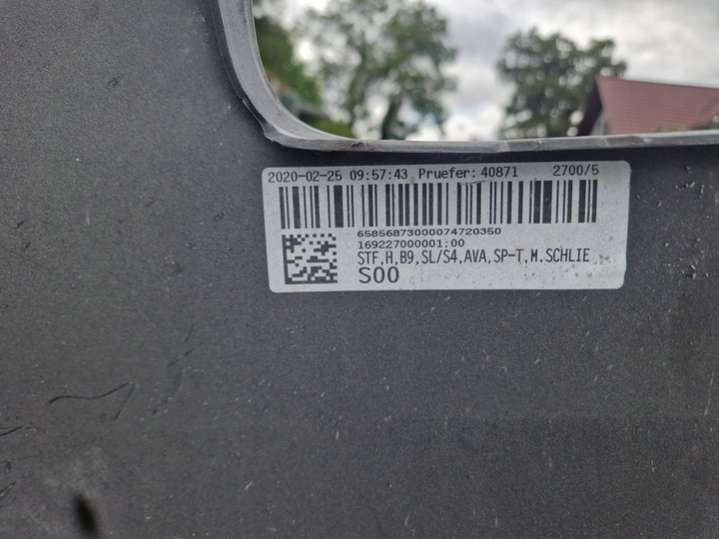 2020-02-25 09:57:43 Pruefer: 40871 2700/5
65856873000074720350
169227000001:00
STF,H,B9,SL/S4,AVA,SP-T,M.SCHLIE
S00